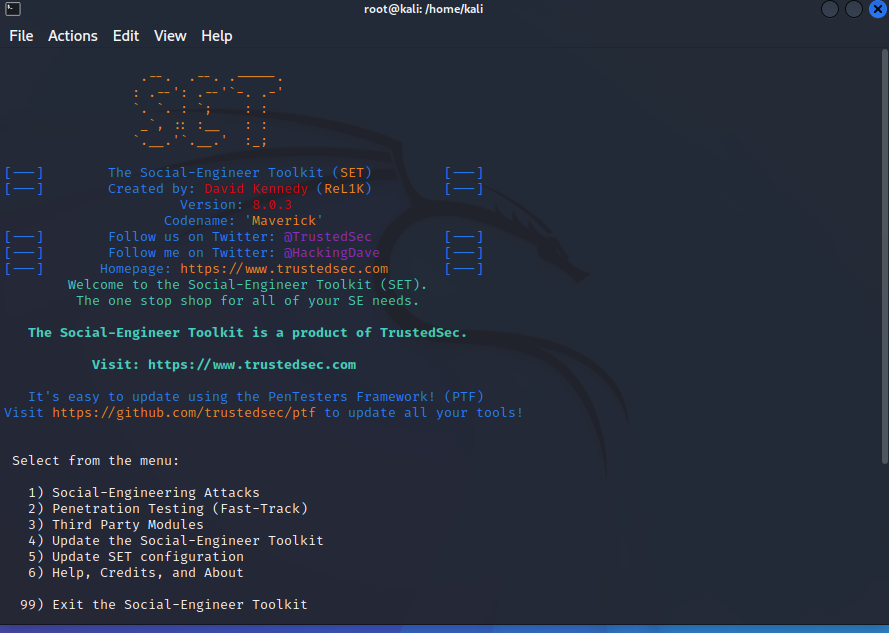 root@kali: /home/kali
File Actions Edit View Help
[---] The Social-Engineer Toolkit (SET) [---]
[---] Created by: David Kennedy (ReL1K) [---]
Version: 8.0.3
Codename: 'Maverick'
[---] Follow us on Twitter: @TrustedSec [---]
[---] Follow me on Twitter: @HackingDave [---]
[---] Homepage: https://www.trustedsec.com [---]
Welcome to the Social-Engineer Toolkit (SET).
The one stop shop for all of your SE needs.
The Social-Engineer Toolkit is a product of TrustedSec.
Visit: https://www.trustedsec.com
It's easy to update using the PenTesters Framework! (PTF)
Visit https://github.com/trustedsec/ptf to update all your tools!
Select from the menu:
1) Social-Engineering Attacks
2) Penetration Testing (Fast-Track)
3) Third Party Modules
4) Update the Social-Engineer Toolkit
5) Update SET configuration
6) Help, Credits, and About
99) Exit the Social-Engineer Toolkit